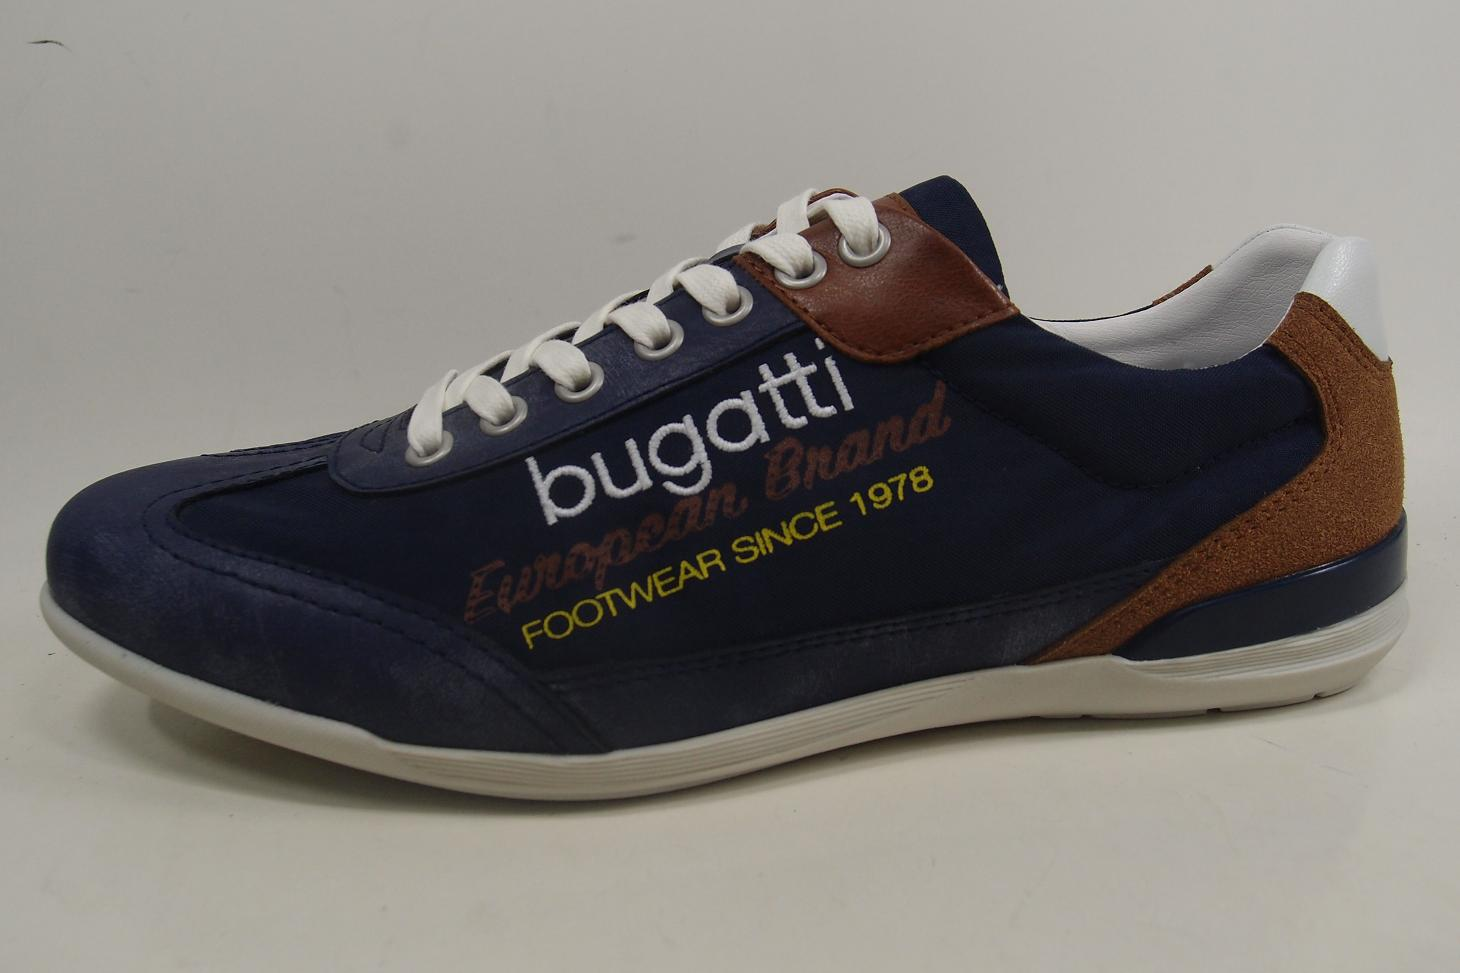 bugatti
European Brand
FOOTWEAR SINCE 1978